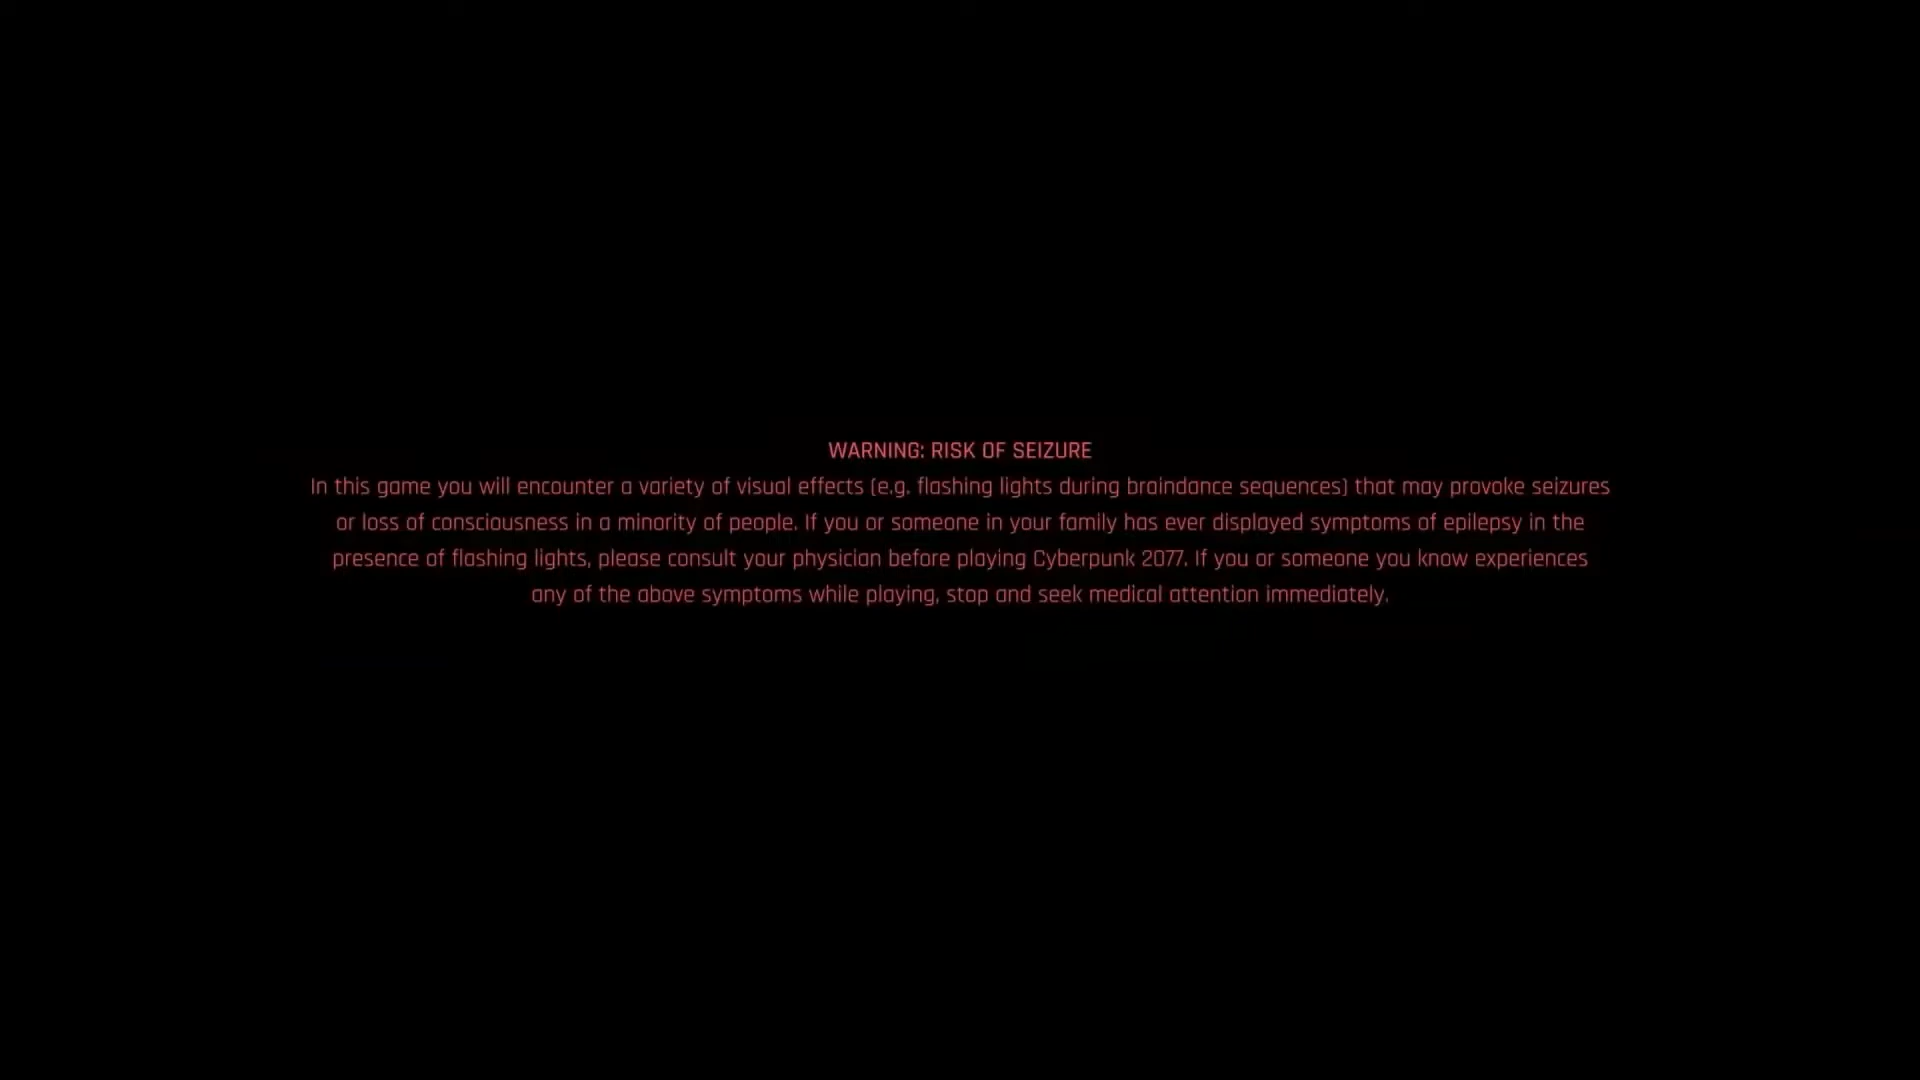 WARNING: RISK OF SEIZURE
In this game you will encounter a variety of visual effects (e.g. flashing lights during braindance sequences) that may provoke seizures
or loss of consciousness in a minority of people. If you or someone in your family has ever displayed symptoms of epilepsy in the
presence of flashing lights, please consult your physician before playing Cyberpunk 2077. If you or someone you know experiences
any of the above symptoms while playing, stop and seek medical attention immediately.